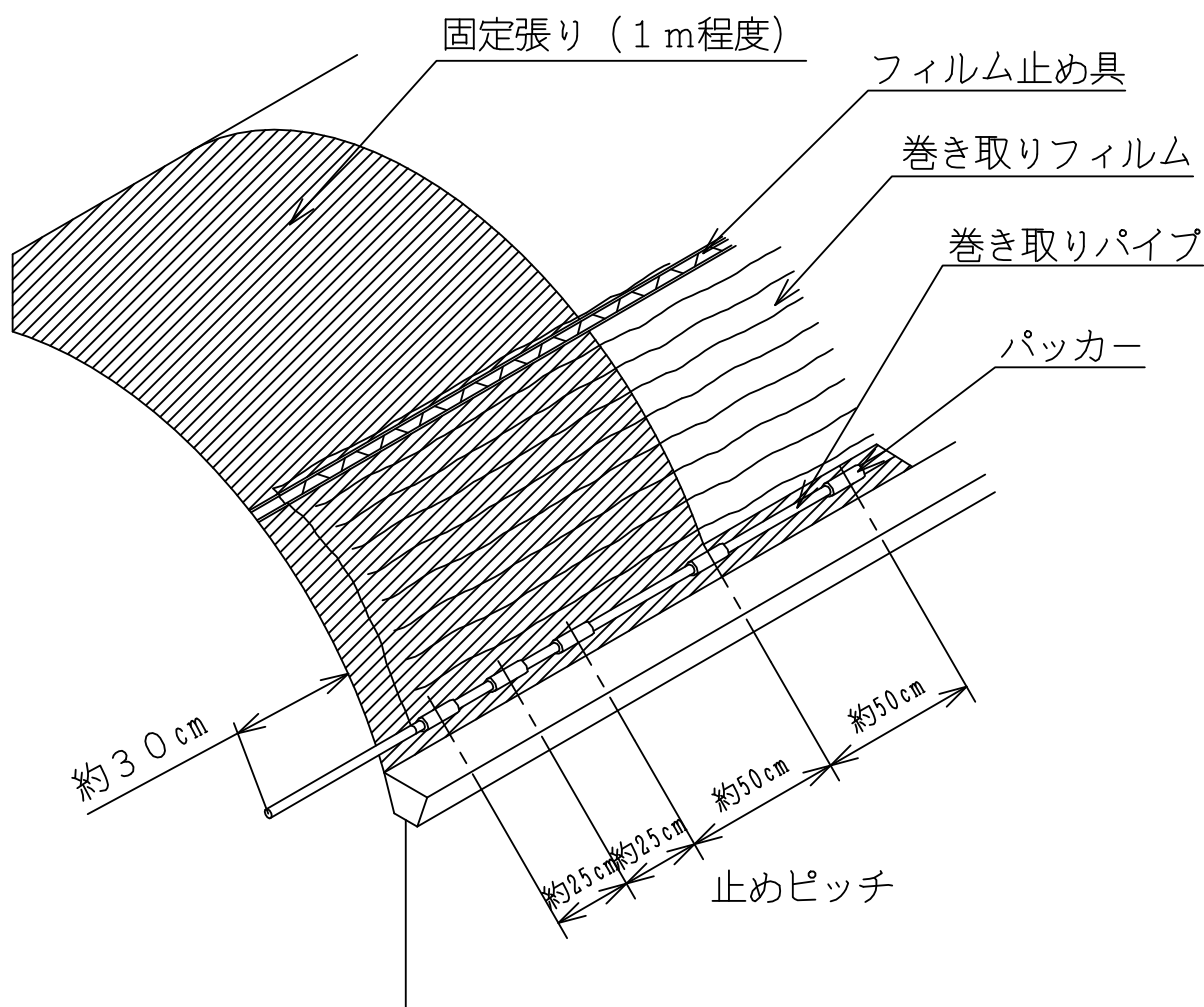 固定張り（１ｍ程度）
フィルム止め具
巻き取りフィルム
巻き取りパイプ
パッカー
約３０cm
約50cm
約50cm
約25cm
約25cm
止めピッチ